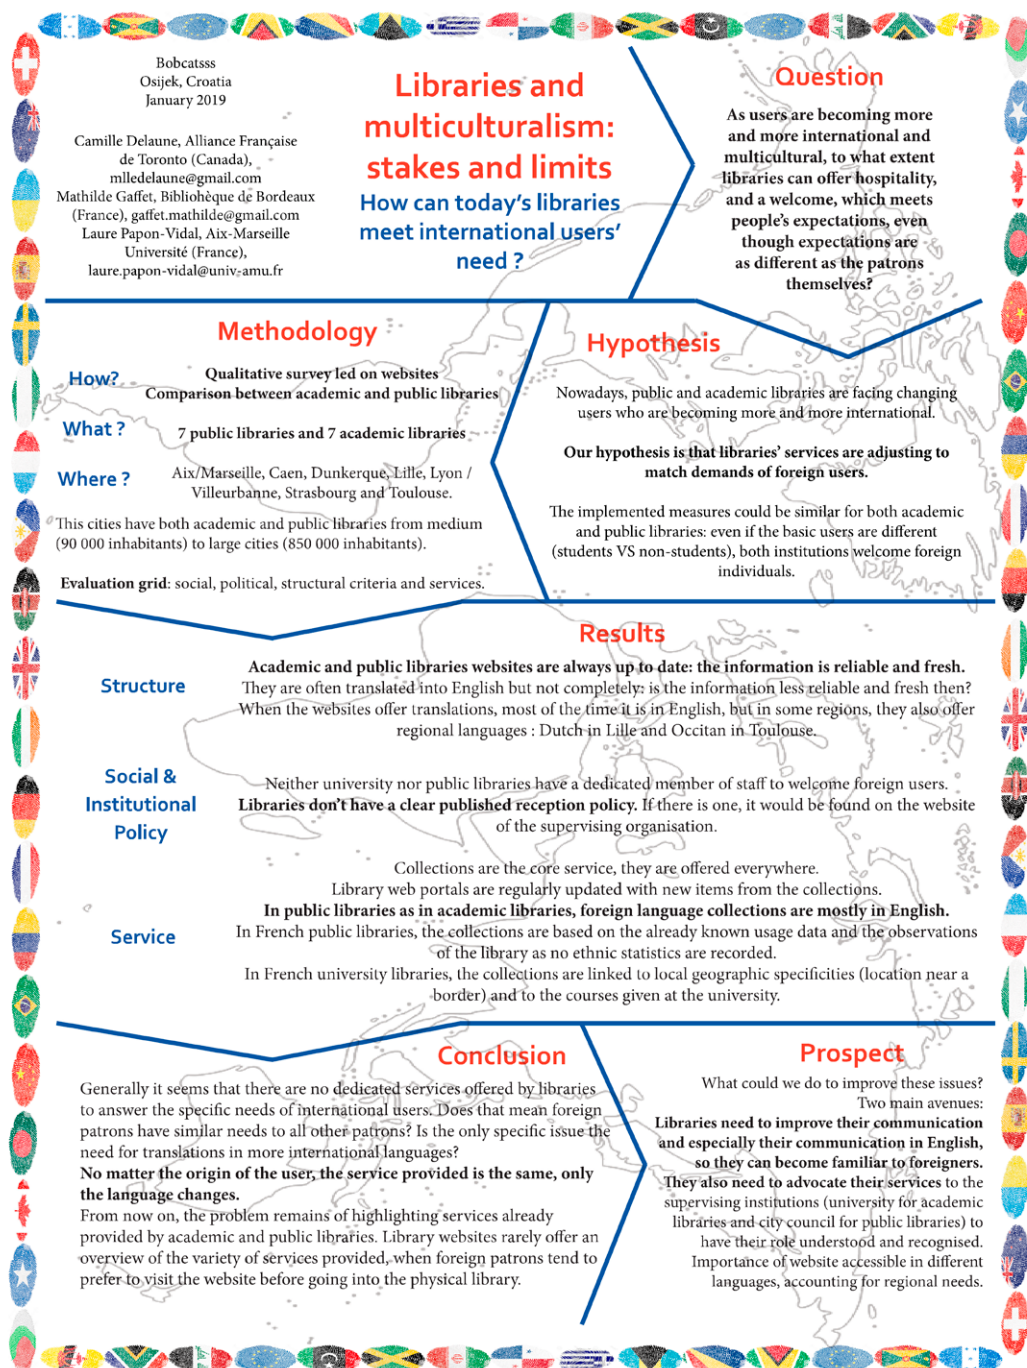 Bobcatsss
Osijek, Croatia
January 2019
Camille Delaune, Alliance Française
de Toronto (Canada),
mlledelaune@gmail.com
Mathilde Gaffet, Bibliohèque de Bordeaux
(France), gaffet.mathilde@gmail.com
Laure Papon-Vidal, Aix-Marseille
Université (France),
laure.papon-vidal@univ-amu.fr
Libraries and
multiculturalism:
stakes and limits
How can today's libraries
meet international users'
need ?
Question
As users are becoming more
and more international and
multicultural, to what extent
libraries can offer hospitality,
and a welcome, which meets
people's expectations, even
though expectations are
as different as the patrons
themselves?
Methodology
How?
Qualitative survey led on websites
Comparison between academic and public libraries
What ?
7 public libraries and 7 academic libraries
Where ?
Aix/Marseille, Caen, Dunkerque, Lille, Lyon /
Villeurbanne, Strasbourg and Toulouse.
This cities have both academic and public libraries from medium
(90 000 inhabitants) to large cities (850 000 inhabitants).
Evaluation grid: social, political, structural criteria and services.
Hypothesis
Nowadays, public and academic libraries are facing changing
users who are becoming more and more international.
Our hypothesis is that libraries' services are adjusting to
match demands of foreign users.
The implemented measures could be similar for both academic
and public libraries: even if the basic users are different
(students VS non-students), both institutions welcome foreign
individuals.
Results
Structure
Academic and public libraries websites are always up to date: the information is reliable and fresh.
They are often translated into English but not completely: is the information less reliable and fresh then?
When the websites offer translations, most of the time it is in English, but in some regions, they also offer
regional languages : Dutch in Lille and Occitan in Toulouse.
Social &
Institutional
Policy
Neither university nor public libraries have a dedicated member of staff to welcome foreign users.
Libraries don't have a clear published reception policy. If there is one, it would be found on the website
of the supervising organisation.
Service
Collections are the core service, they are offered everywhere.
Library web portals are regularly updated with new items from the collections.
In public libraries as in academic libraries, foreign language collections are mostly in English.
In French public libraries, the collections are based on the already known usage data and the observations
of the library as no ethnic statistics are recorded.
In French university libraries, the collections are linked to local geographic specificities (location near a
border) and to the courses given at the university.
Conclusion
Generally it seems that there are no dedicated services offered by libraries
to answer the specific needs of international users. Does that mean foreign
patrons have similar needs to all other patrons? Is the only specific issue the
need for translations in more international languages?
No matter the origin of the user, the service provided is the same, only
the language changes.
From now on, the problem remains of highlighting services already
provided by academic and public libraries. Library websites rarely offer an
overview of the variety of services provided, when foreign patrons tend to
prefer to visit the website before going into the physical library.
Prospect
What could we do to improve these issues?
Two main avenues:
Libraries need to improve their communication
and especially their communication in English,
so they can become familiar to foreigners.
They also need to advocate their services to the
supervising institutions (university for academic
libraries and city council for public libraries) to
have their role understood and recognised.
Importance of website accessible in different
languages, accounting for regional needs.